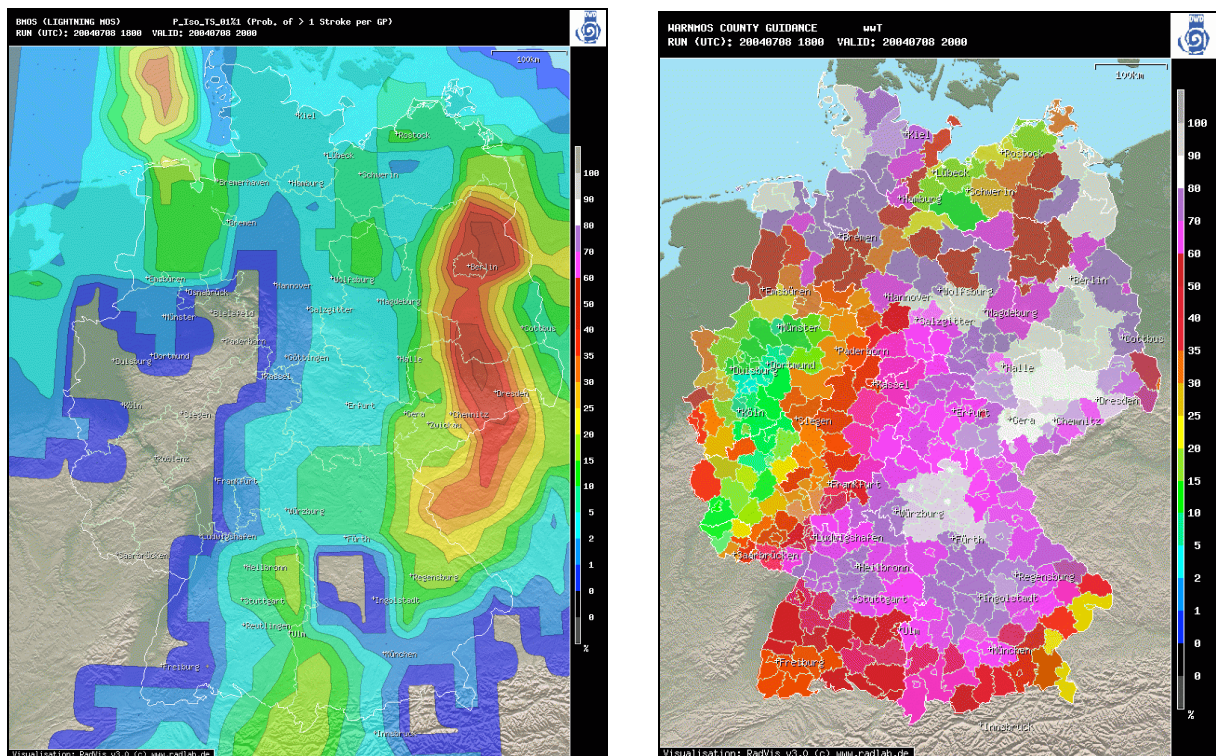 BMOS (LIGHTNING MOS) P_Iso_TS_01%1 (Prob. of > 1 Stroke per GP)
RUN (UTC): 20040708 1800 VALID: 20040708 2000
DWD
100km
Kiel
Rostock
Lübeck
Schwerin
Bremerhaven
Hamburg
Bremen
Berlin
Emsbüren
Osnabrück
Hannover
Wolfsburg
Magdeburg
Münster
Bielefeld
Salzgitter
Cottbus
Paderborn
Duisburg
Dortmund
Göttingen
Halle
Kassel
Dresden
Köln
Siegen
Erfurt
Gera
Chemnitz
Zwickau
Koblenz
Frankfurt
Würzburg
Ludwigshafen
Fürth
Saarbrücken
Heilbronn
Regensburg
Stuttgart
Ingolstadt
Reutlingen
Ulm
München
Freiburg
Innsbruck
100
90
80
70
60
50
40
35
30
25
20
15
10
5
2
1
0
0
%
Visualisation: RadVis v3.0 (c) www.radlab.de
WARNMOS COUNTY GUIDANCE wwT
RUN (UTC): 20040708 1800 VALID: 20040708 2000
DWD
100km
Kiel
Rostock
Lübeck
Schwerin
Hamburg
Bremen
Berlin
Emsbüren
Hannover
Wolfsburg
Magdeburg
Salzgitter
Münster
Cottbus
Paderborn
Duisburg
Dortmund
Halle
Kassel
Dresden
Köln
Siegen
Erfurt
Gera
Chemnitz
Frankfurt
Würzburg
Ludwigshafen
Fürth
Saarbrücken
Heilbronn
Regensburg
Stuttgart
Ingolstadt
Ulm
München
Freiburg
Innsbruck
100
90
80
70
60
50
40
35
30
25
20
15
10
5
2
1
0
0
%
Visualisation: RadVis v3.0 (c) www.radlab.de